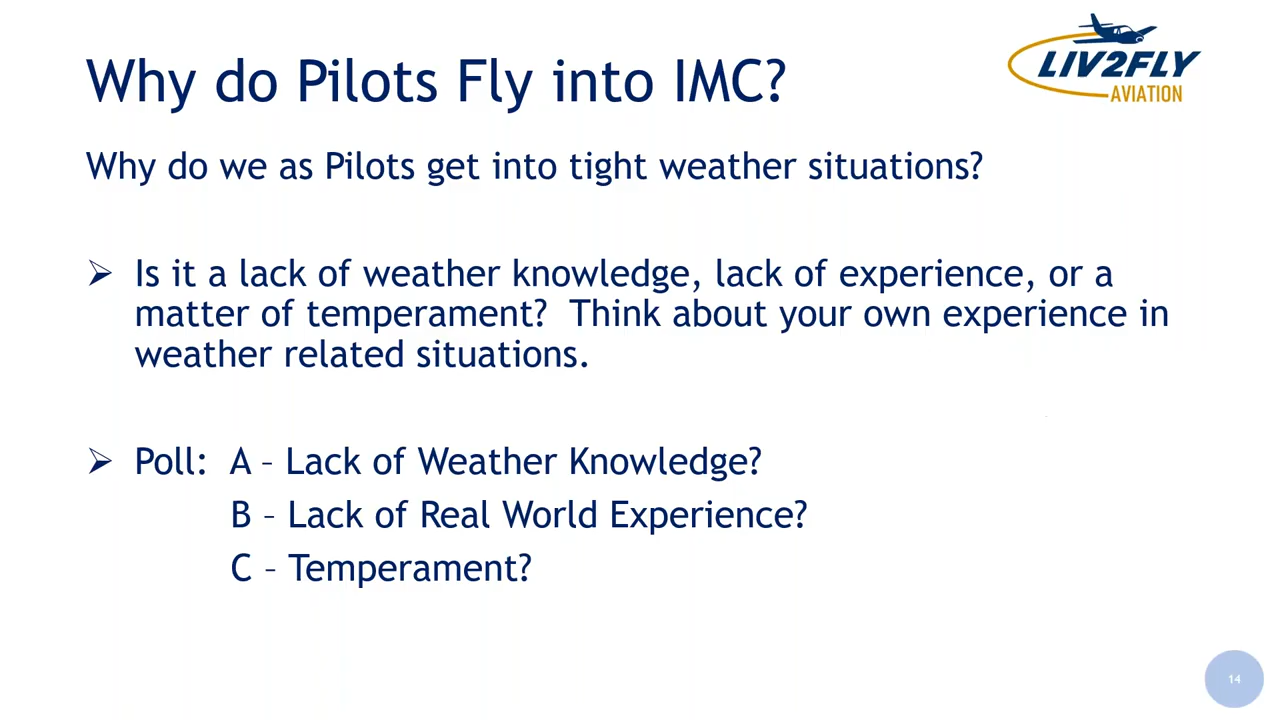 Why do Pilots Fly into IMC?
LIV2FLY
AVIATION
Why do we as Pilots get into tight weather situations?
➢ Is it a lack of weather knowledge, lack of experience, or a
matter of temperament?  Think about your own experience in
weather related situations.
➢ Poll:  A – Lack of Weather Knowledge?
B – Lack of Real World Experience?
C – Temperament?
14